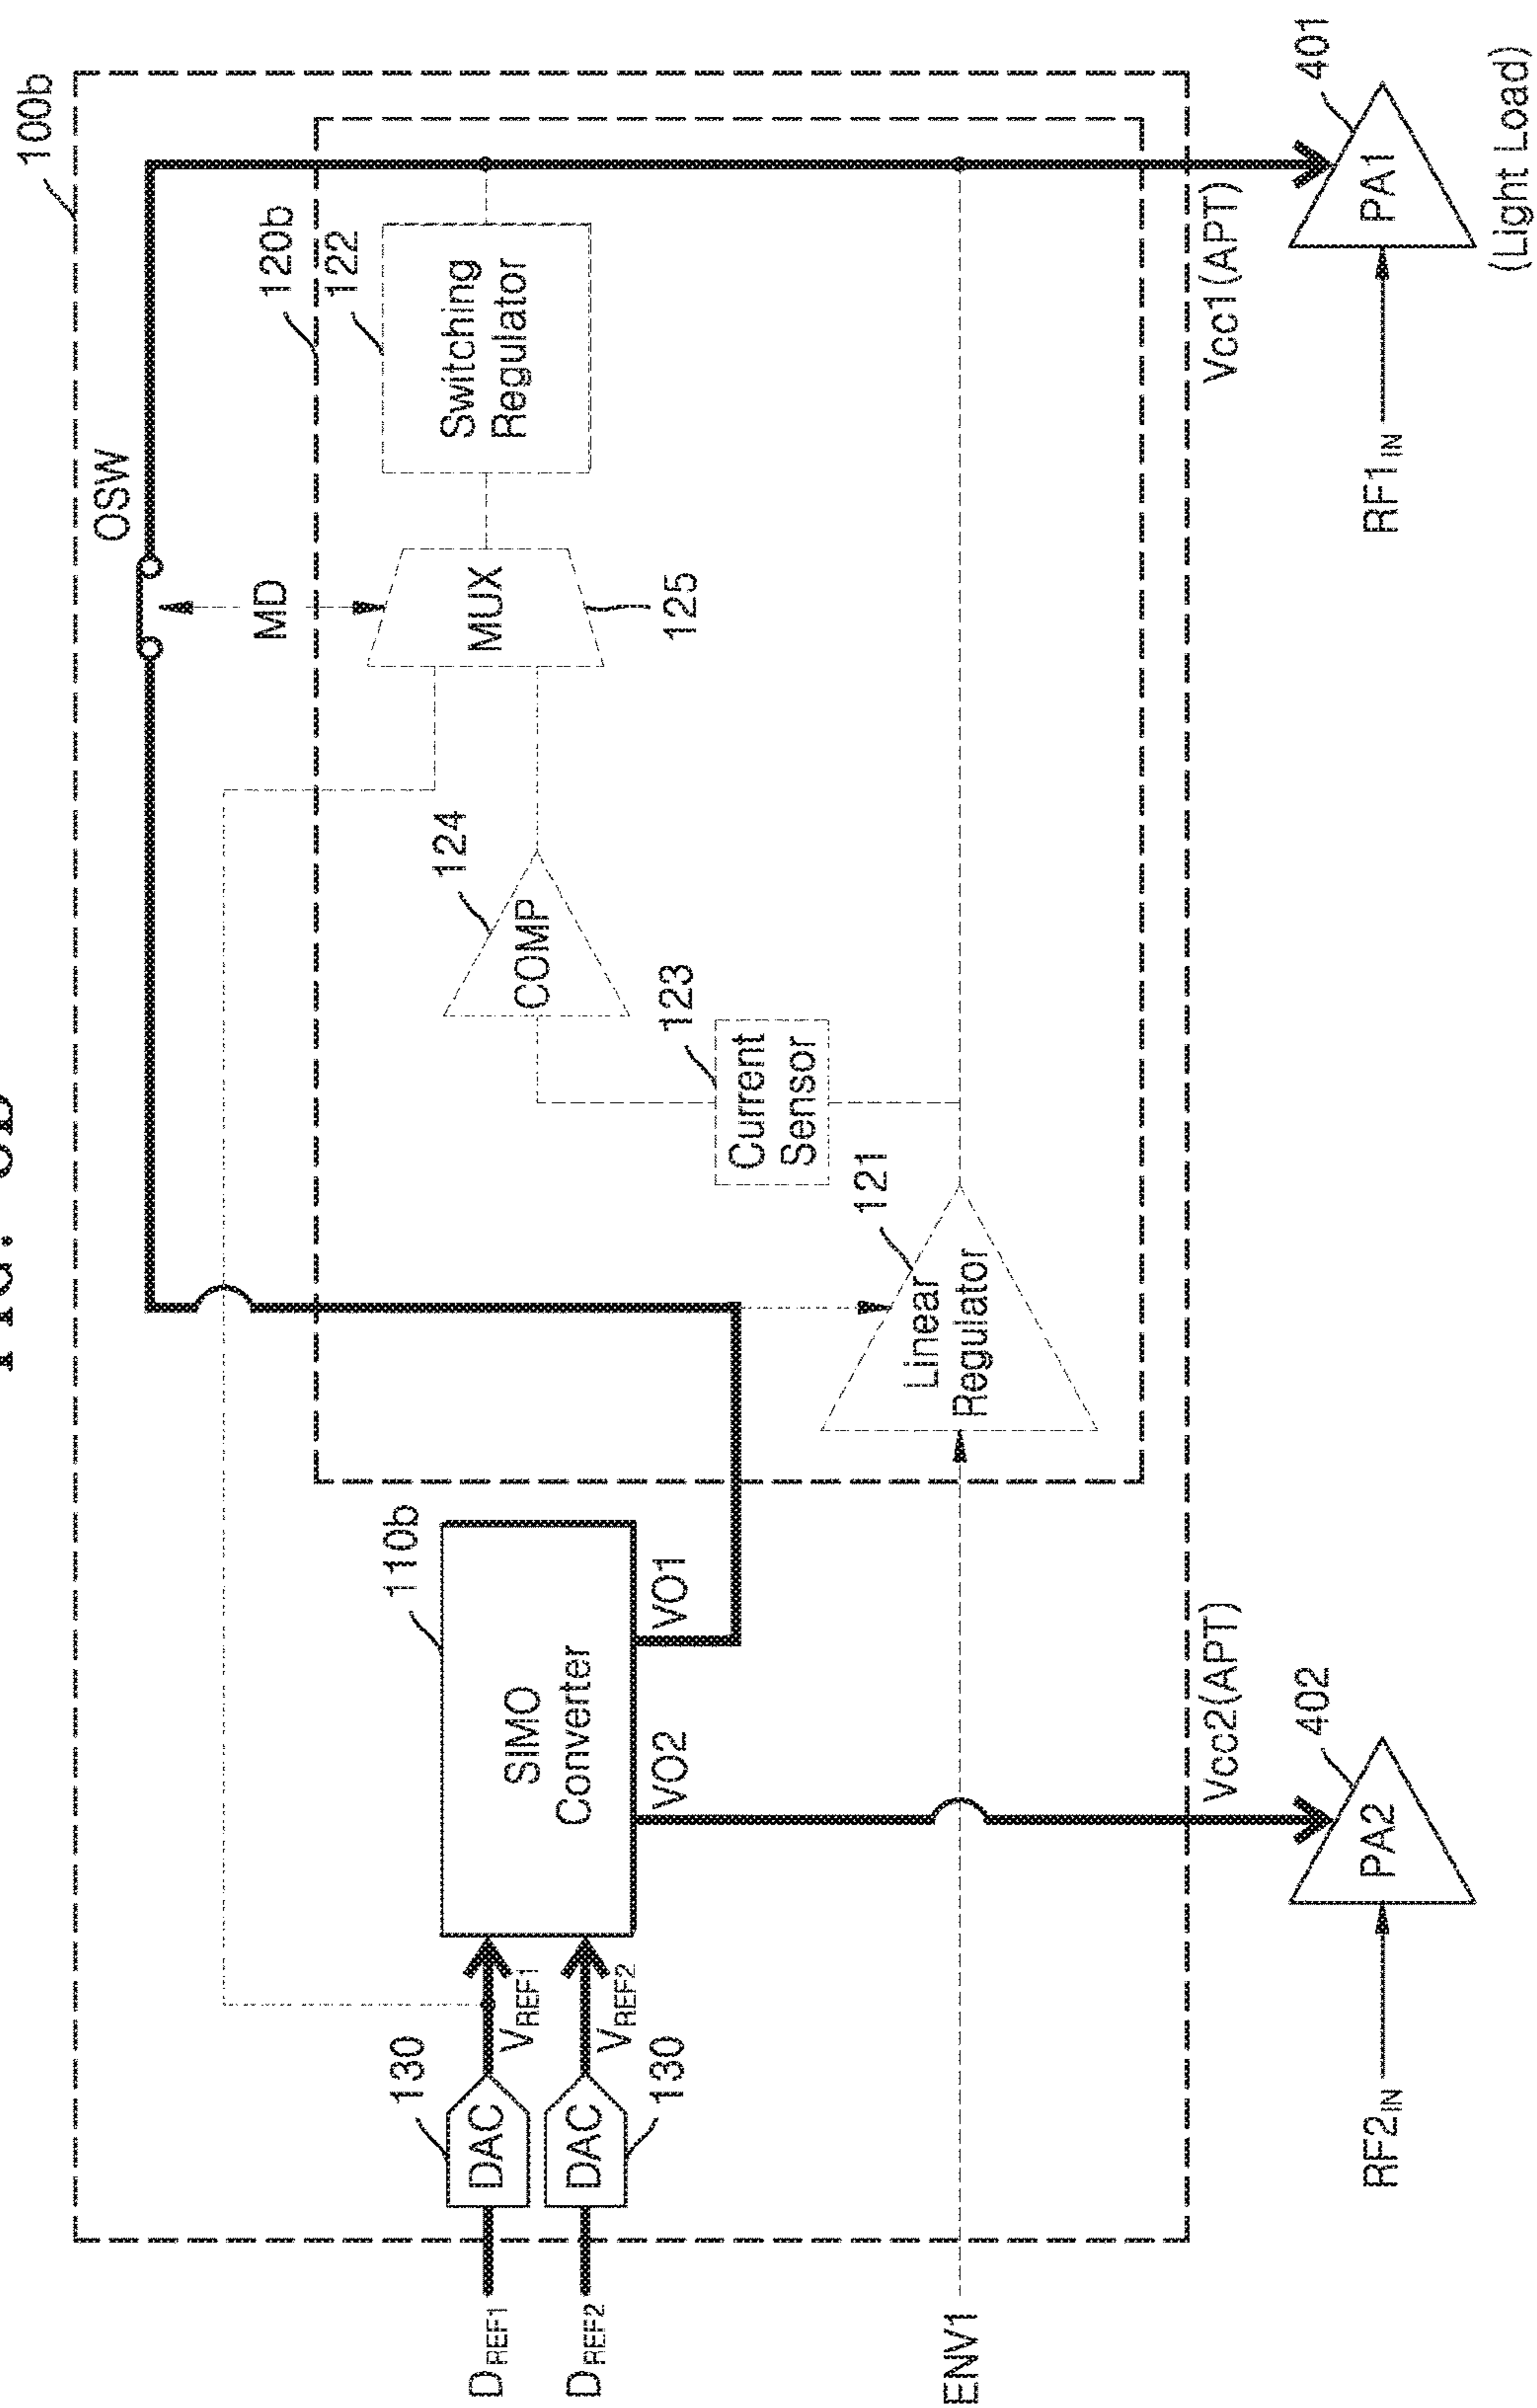 100b
OSW
120b
MD
122
Switching
Regulator
MUX
125
124
COMP
123
Current
Sensor
121
Linear
Regulator
110b
SIMO
Converter
VO1
VO2
130
DAC
VREF1
DREF1
DAC
VREF2
130
DREF2
ENV1
Vcc2(APT)
Vcc1(APT)
402
PA2
RF2IN
401
PA1
RF1IN
(Light Load)